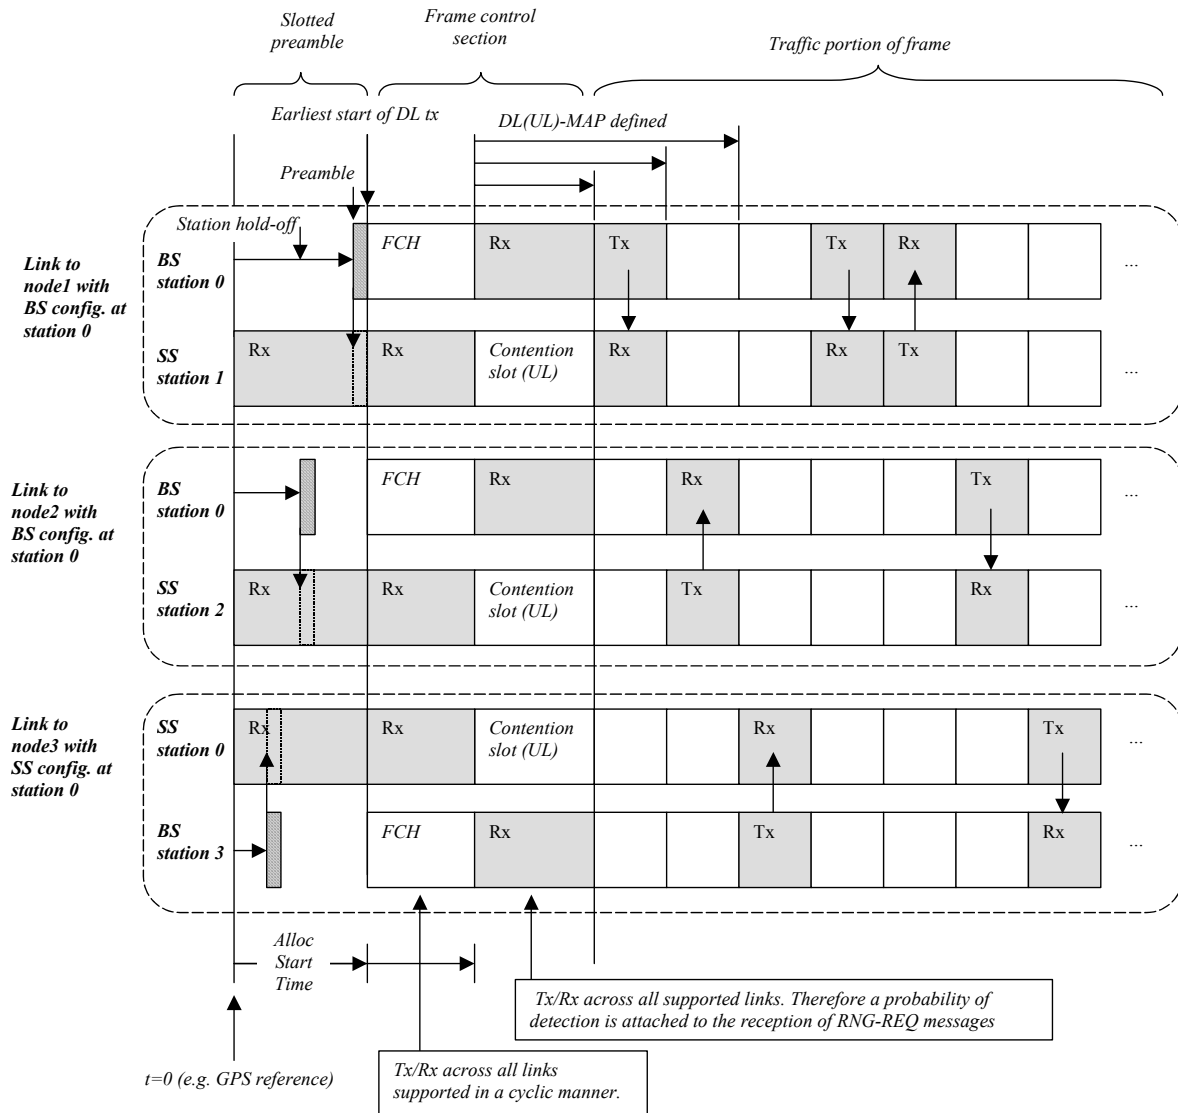 Slotted
preamble
Frame control
section
Traffic portion of frame
Earliest start of DL tx
DL(UL)-MAP defined
Preamble
Station hold-off
Link to
node1 with
BS config. at
station 0
BS
station 0
FCH
Rx
Tx
Tx
Rx
...
SS
station 1
Rx
Rx
Contention
slot (UL)
Rx
Rx
Tx
...
Link to
node2 with
BS config. at
station 0
BS
station 0
FCH
Rx
Rx
Tx
...
SS
station 2
Rx
Rx
Contention
slot (UL)
Tx
Rx
...
Link to
node3 with
SS config. at
station 0
SS
station 0
Rx
Rx
Contention
slot (UL)
Rx
Tx
...
BS
station 3
FCH
Rx
Tx
Rx
...
Alloc
Start
Time
Tx/Rx across all supported links. Therefore a probability of
detection is attached to the reception of RNG-REQ messages
t=0 (e.g. GPS reference)
Tx/Rx across all links
supported in a cyclic manner.